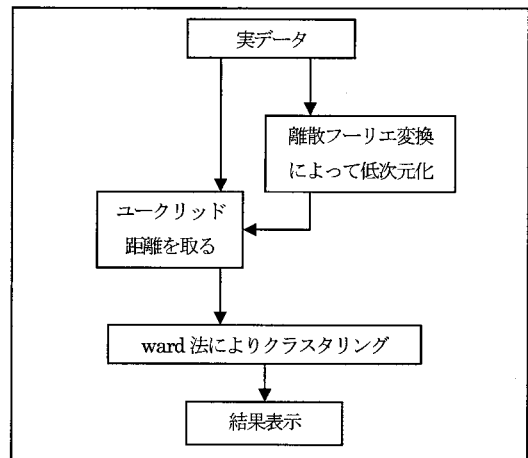 実データ
離散フーリエ変換
によって低次元化
ユークリッド
距離を取る
ward 法によりクラスタリング
結果表示